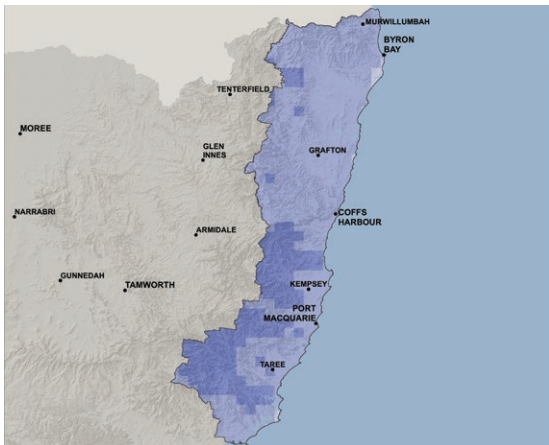 MURWILLUMBAH
BYRON
BAY
TENTERFIELD
MOREE
GLEN
INNES
GRAFTON
NARRABRI
COFFS
HARBOUR
ARMIDALE
GUNNEDAH
TAMWORTH
KEMPSEY
PORT
MACQUARIE
TAREE